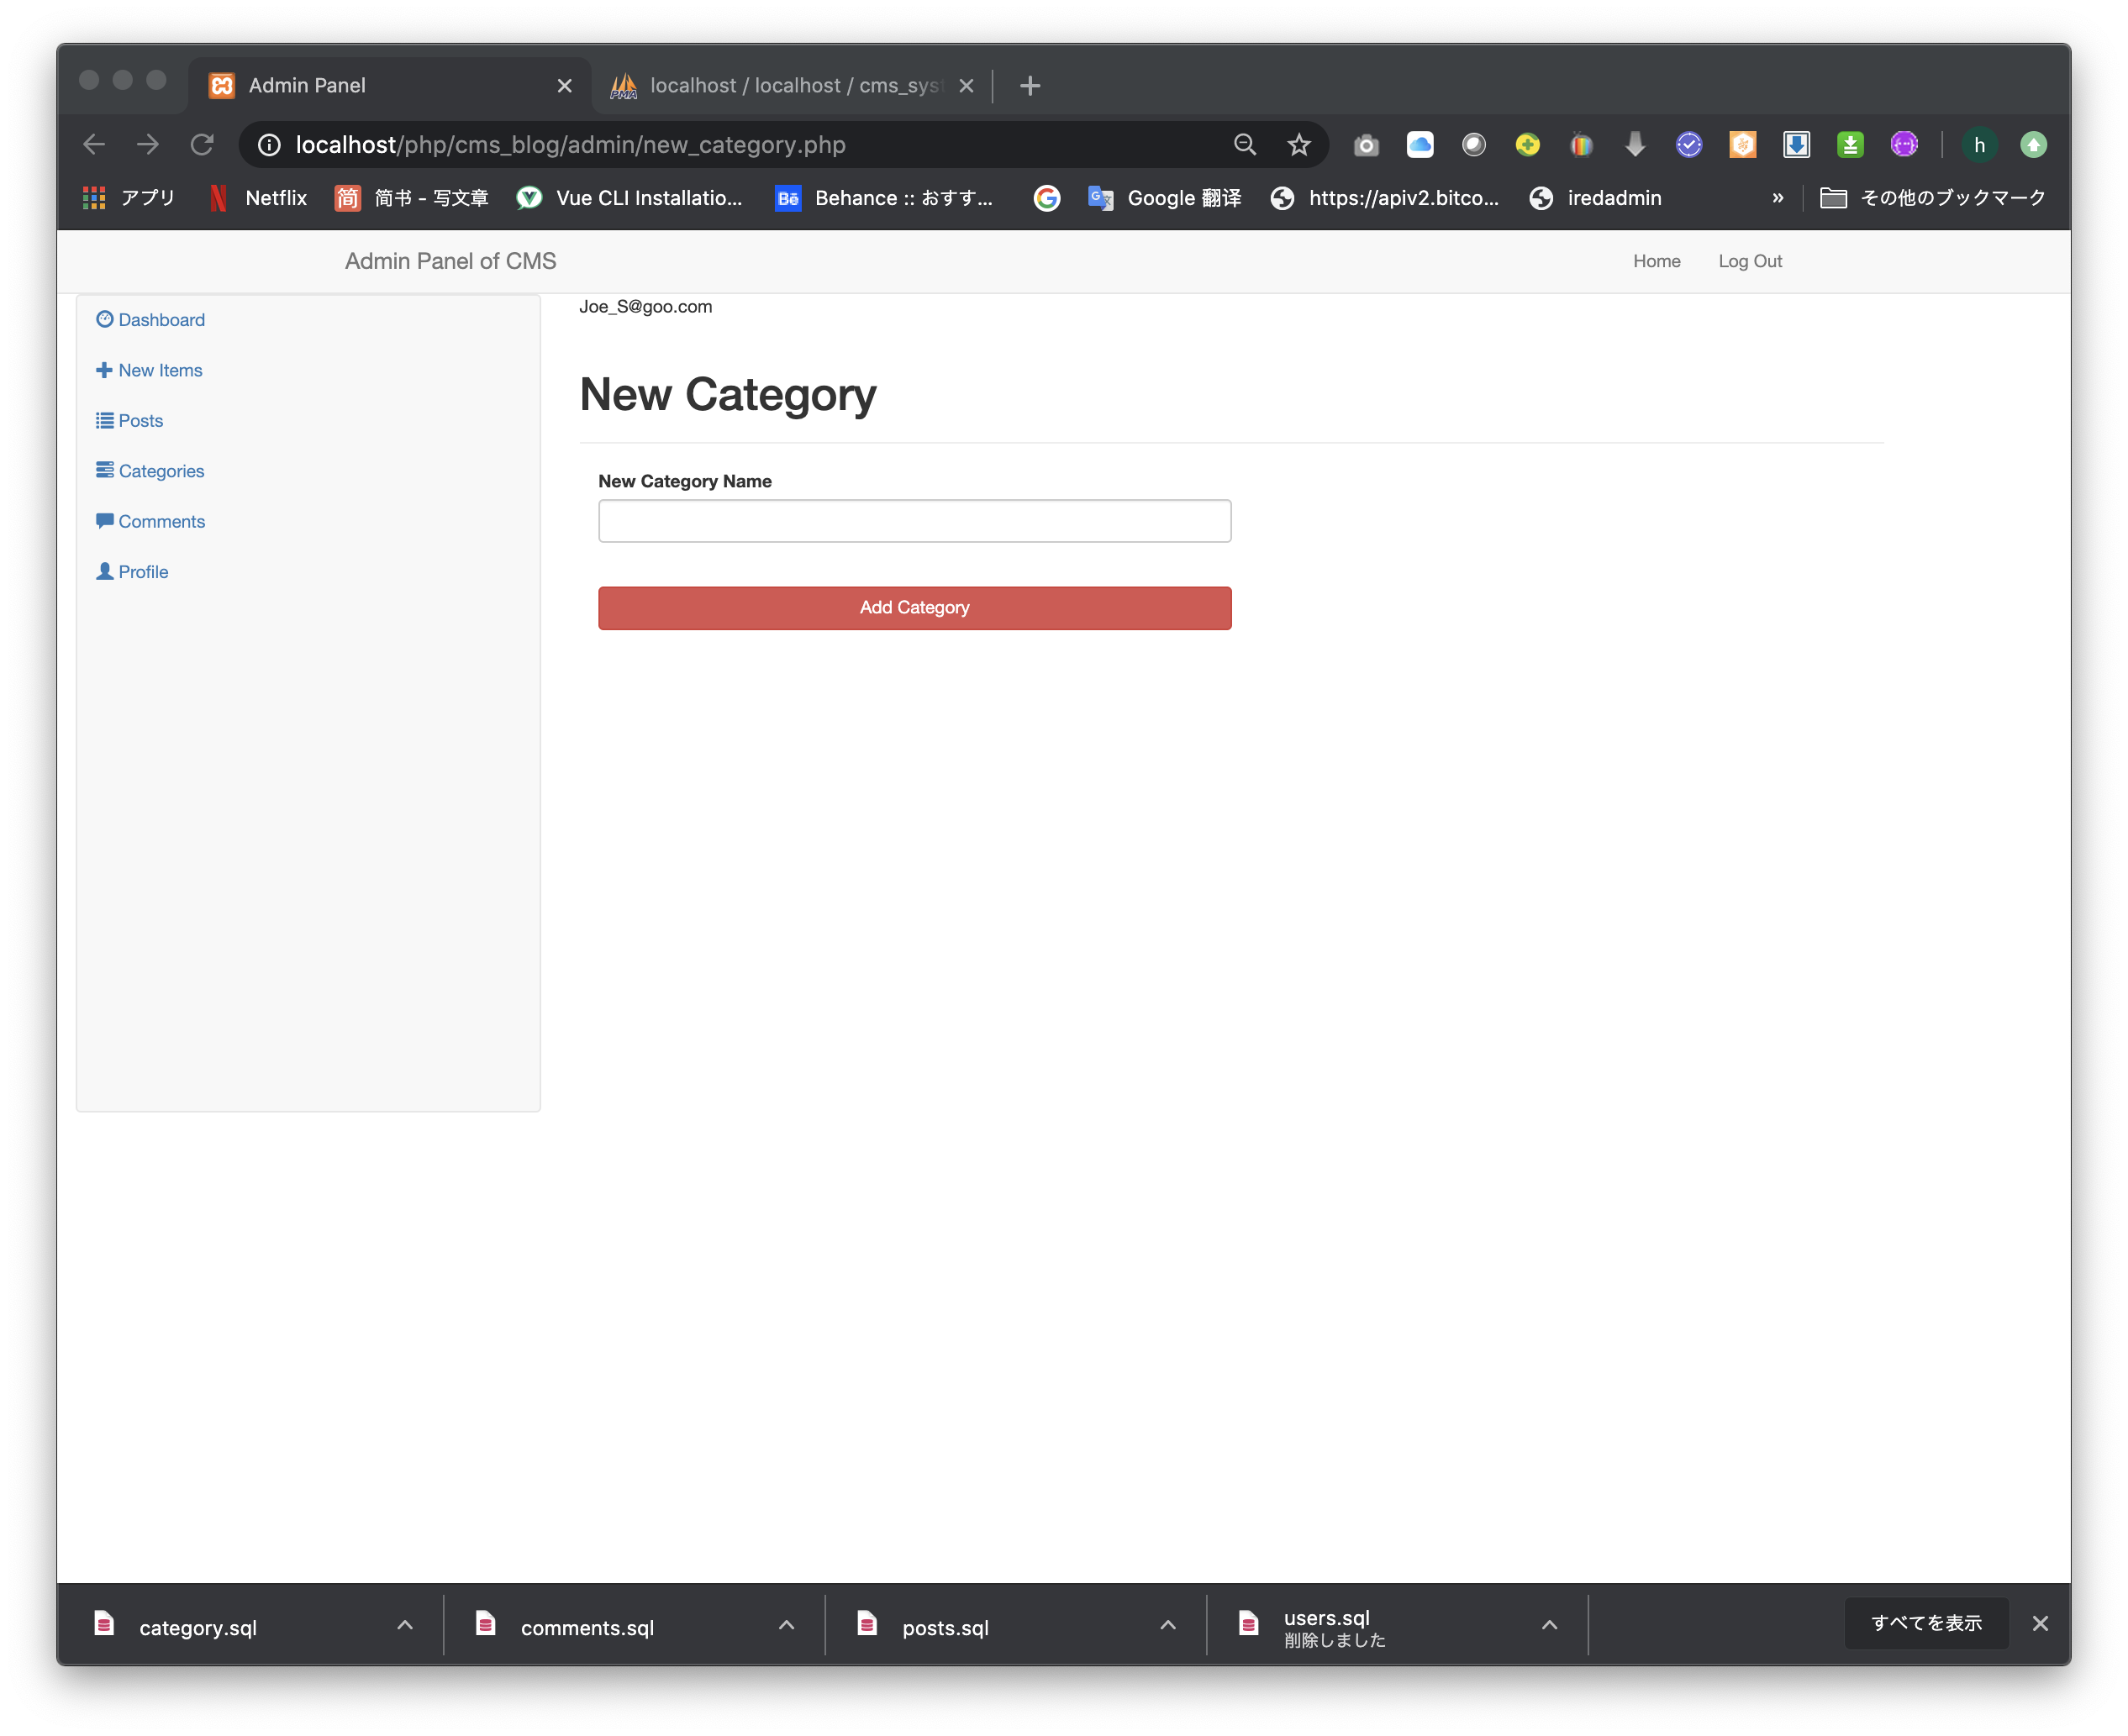 Admin Panel
localhost / localhost / cms_sys
localhost/php/cms_blog/admin/new_category.php
h
アプリ
Netflix
简书 - 写文章
Vue CLI Installatio...
Behance :: おすす...
Google 翻译
https://apiv2.bitco...
iredadmin
»
その他のブックマーク
Admin Panel of CMS
Home
Log Out
Joe_S@goo.com
Dashboard
New Items
Posts
Categories
Comments
Profile
New Category
New Category Name
Add Category
category.sql
comments.sql
posts.sql
users.sql
削除しました
すべてを表示